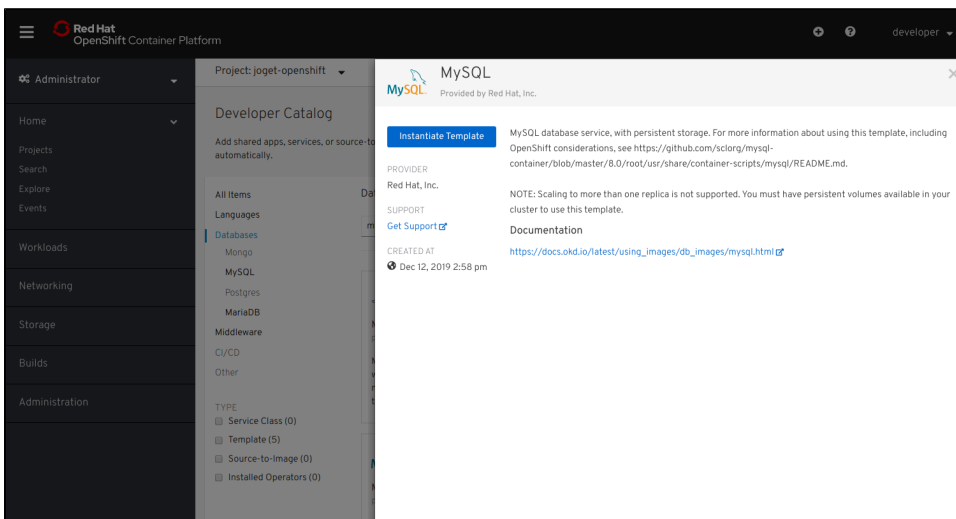 Red Hat
OpenShift Container Platform
developer
Administrator
Home
Projects
Search
Explore
Events
Workloads
Networking
Storage
Builds
Administration
Project: joget-openshift
Developer Catalog
Add shared apps, services, or source-to
automatically.
All Items
Languages
Databases
Mongo
MySQL
Postgres
MariaDB
Middleware
CI/CD
Other
TYPE
Service Class (0)
Template (5)
Source-to-Image (0)
Installed Operators (0)
MySQL
MySQL
Provided by Red Hat, Inc.
Instantiate Template
PROVIDER
Red Hat, Inc.
SUPPORT
Get Support
CREATED AT
Dec 12, 2019 2:58 pm
MySQL database service, with persistent storage. For more information about using this template, including
OpenShift considerations, see https://github.com/sclorg/mysql-
container/blob/master/8.0/root/usr/share/container-scripts/mysql/README.md.
NOTE: Scaling to more than one replica is not supported. You must have persistent volumes available in your
cluster to use this template.
Documentation
https://docs.okd.io/latest/using_images/db_images/mysql.html